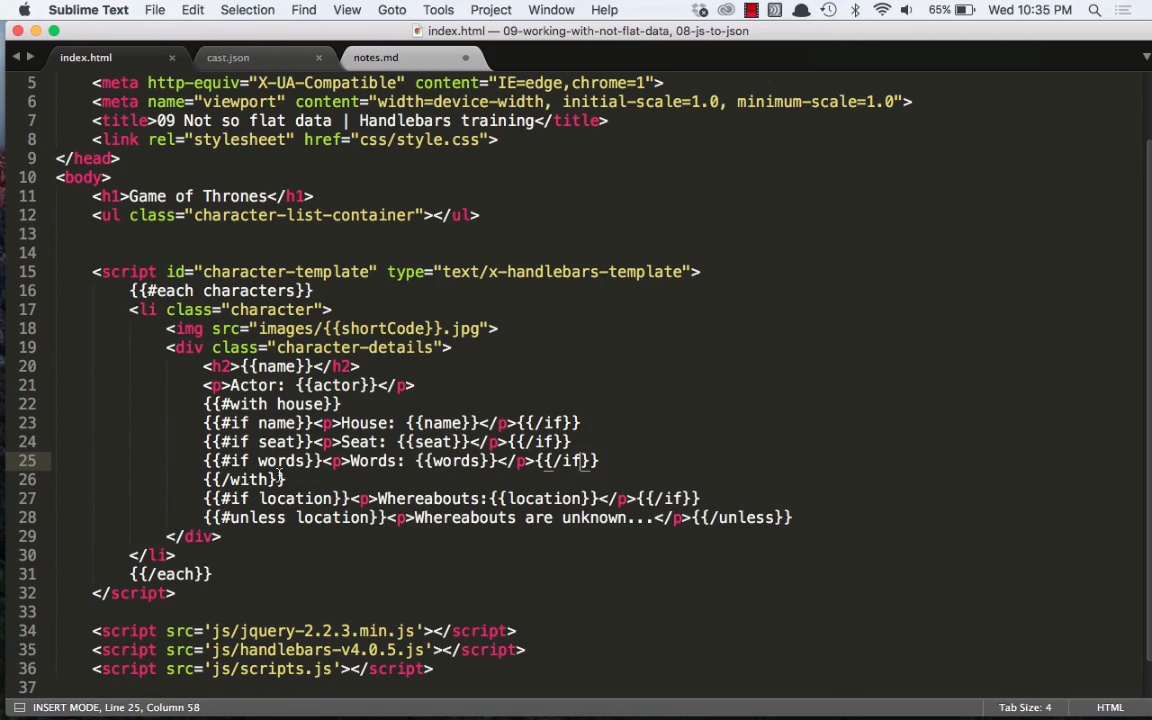 Sublime Text File Edit Selection Find View Goto Tools Project Window Help 65% Wed 10:35 PM
index.html — 09-working-with-not-flat-data, 08-js-to-json
index.html cast.json notes.md
5 <meta http-equiv="X-UA-Compatible" content="IE=edge,chrome=1">
6 <meta name="viewport" content="width=device-width, initial-scale=1.0, minimum-scale=1.0">
7 <title>09 Not so flat data | Handlebars training</title>
8 <link rel="stylesheet" href="css/style.css">
9 </head>
10 <body>
11 <h1>Game of Thrones</h1>
12 <ul class="character-list-container"></ul>
13
14
15 <script id="character-template" type="text/x-handlebars-template">
16 {{#each characters}}
17 <li class="character">
18 <img src="images/{{shortCode}}.jpg">
19 <div class="character-details">
20 <h2>{{name}}</h2>
21 <p>Actor: {{actor}}</p>
22 {{#with house}}
23 {{#if name}}<p>House: {{name}}</p>{{/if}}
24 {{#if seat}}<p>Seat: {{seat}}</p>{{/if}}
25 {{#if words}}<p>Words: {{words}}</p>{{/if}}
26 {{/with}}
27 {{#if location}}<p>Whereabouts:{{location}}</p>{{/if}}
28 {{#unless location}}<p>Whereabouts are unknown...</p>{{/unless}}
29 </div>
30 </li>
31 {{/each}}
32 </script>
33
34 <script src='js/jquery-2.2.3.min.js'></script>
35 <script src='js/handlebars-v4.0.5.js'></script>
36 <script src='js/scripts.js'></script>
37
INSERT MODE, Line 25, Column 58 Tab Size: 4 HTML